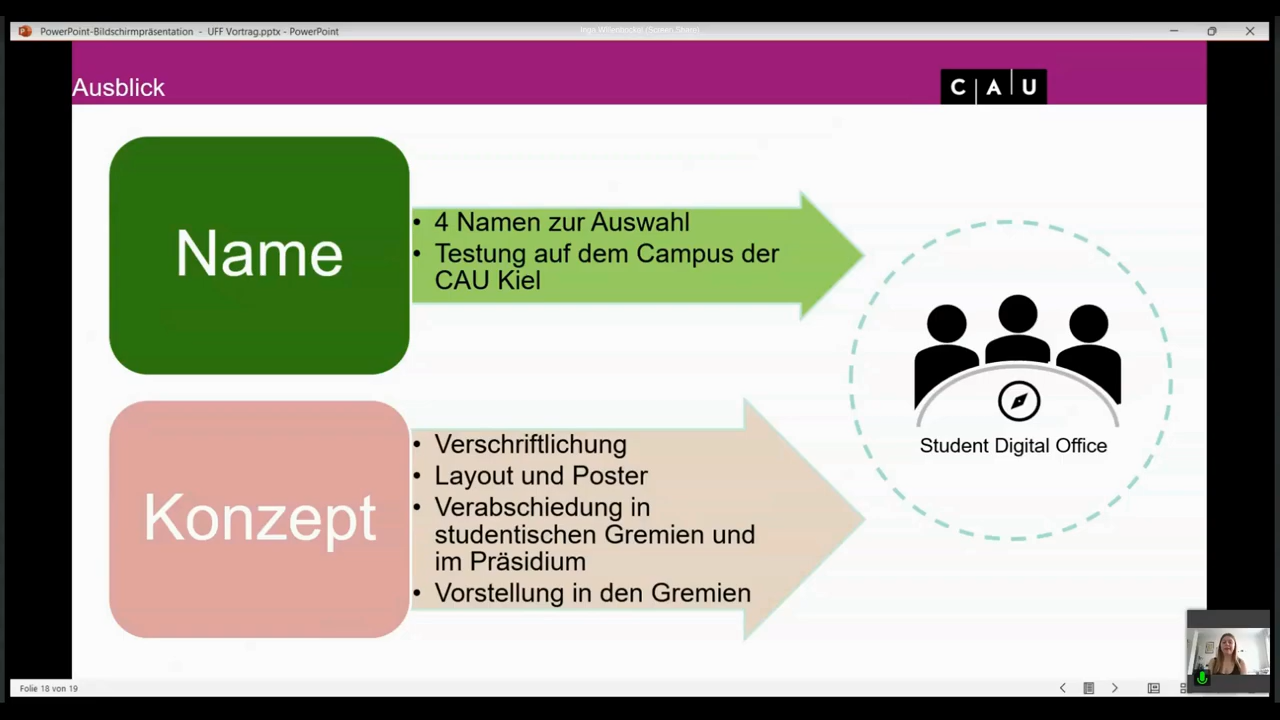 PowerPoint-Bildschirmpräsentation - UFF Vortrag.pptx - PowerPoint
Ausblick
CAU
Name
• 4 Namen zur Auswahl
• Testung auf dem Campus der
CAU Kiel
Student Digital Office
Konzept
• Verschriftlichung
• Layout und Poster
• Verabschiedung in
studentischen Gremien und
im Präsidium
• Vorstellung in den Gremien
Folie 18 von 19